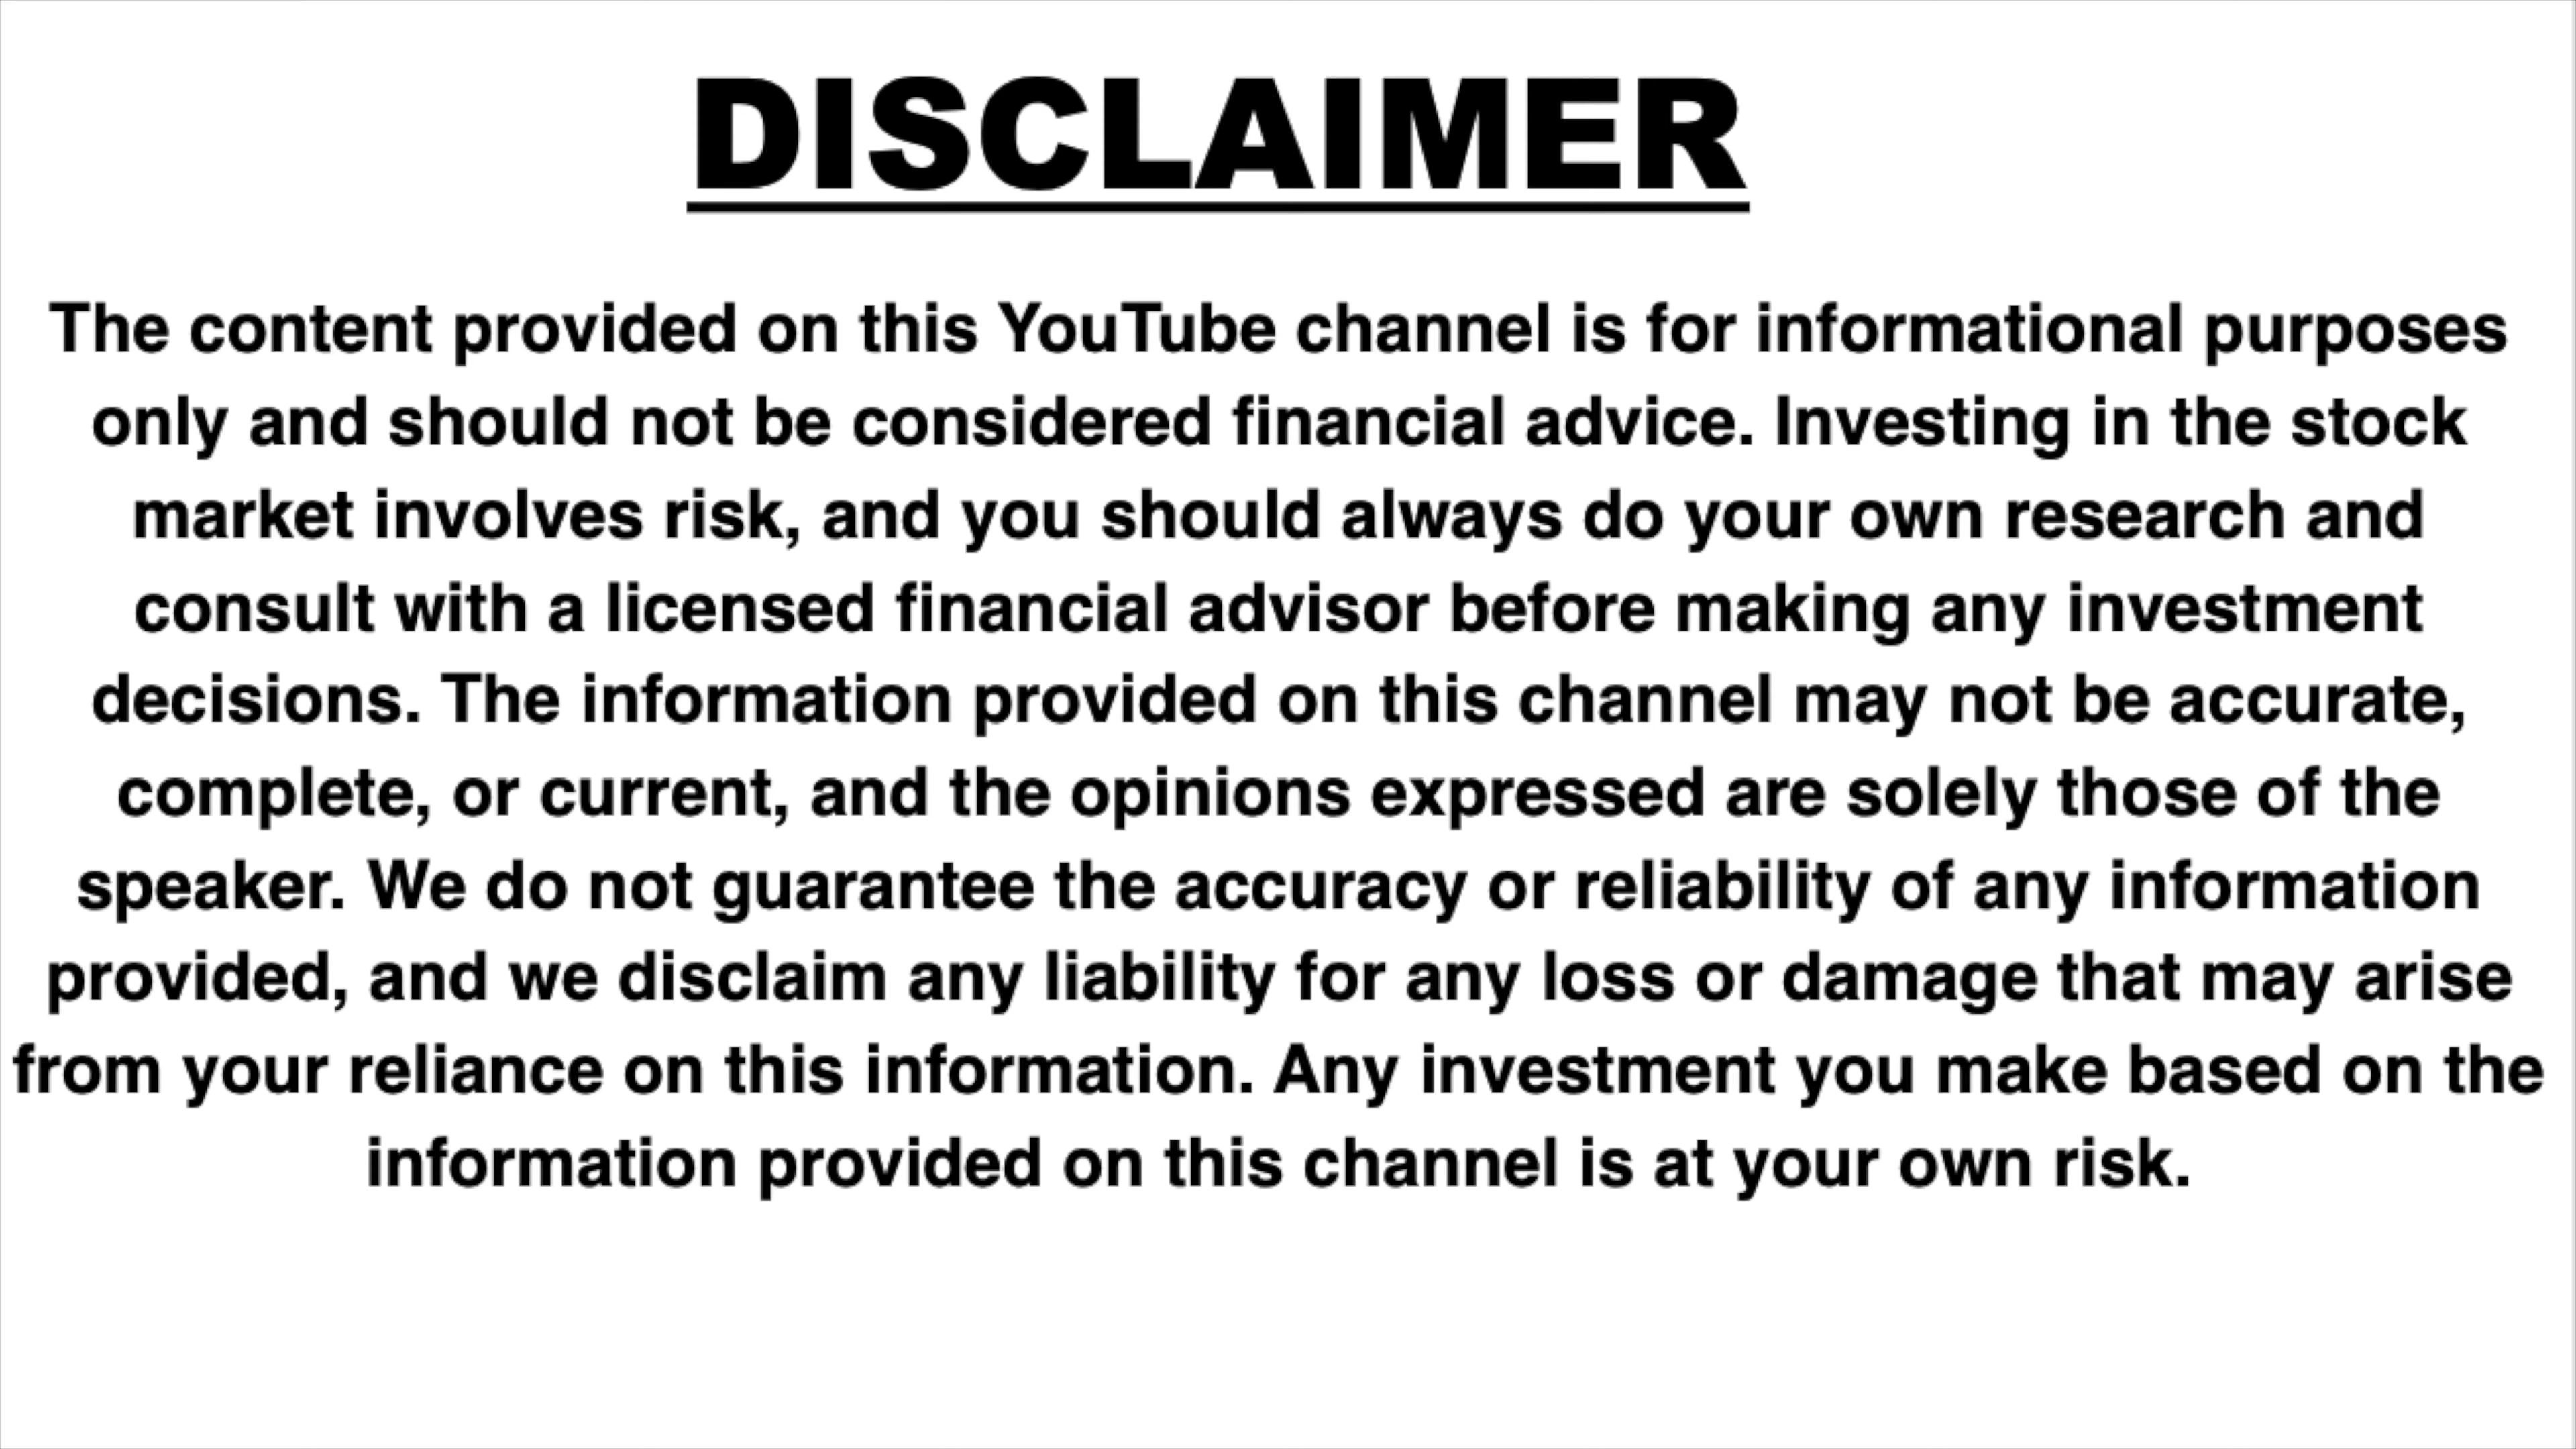 DISCLAIMER
The content provided on this YouTube channel is for informational purposes
only and should not be considered financial advice. Investing in the stock
market involves risk, and you should always do your own research and
consult with a licensed financial advisor before making any investment
decisions. The information provided on this channel may not be accurate,
complete, or current, and the opinions expressed are solely those of the
speaker. We do not guarantee the accuracy or reliability of any information
provided, and we disclaim any liability for any loss or damage that may arise
from your reliance on this information. Any investment you make based on the
information provided on this channel is at your own risk.